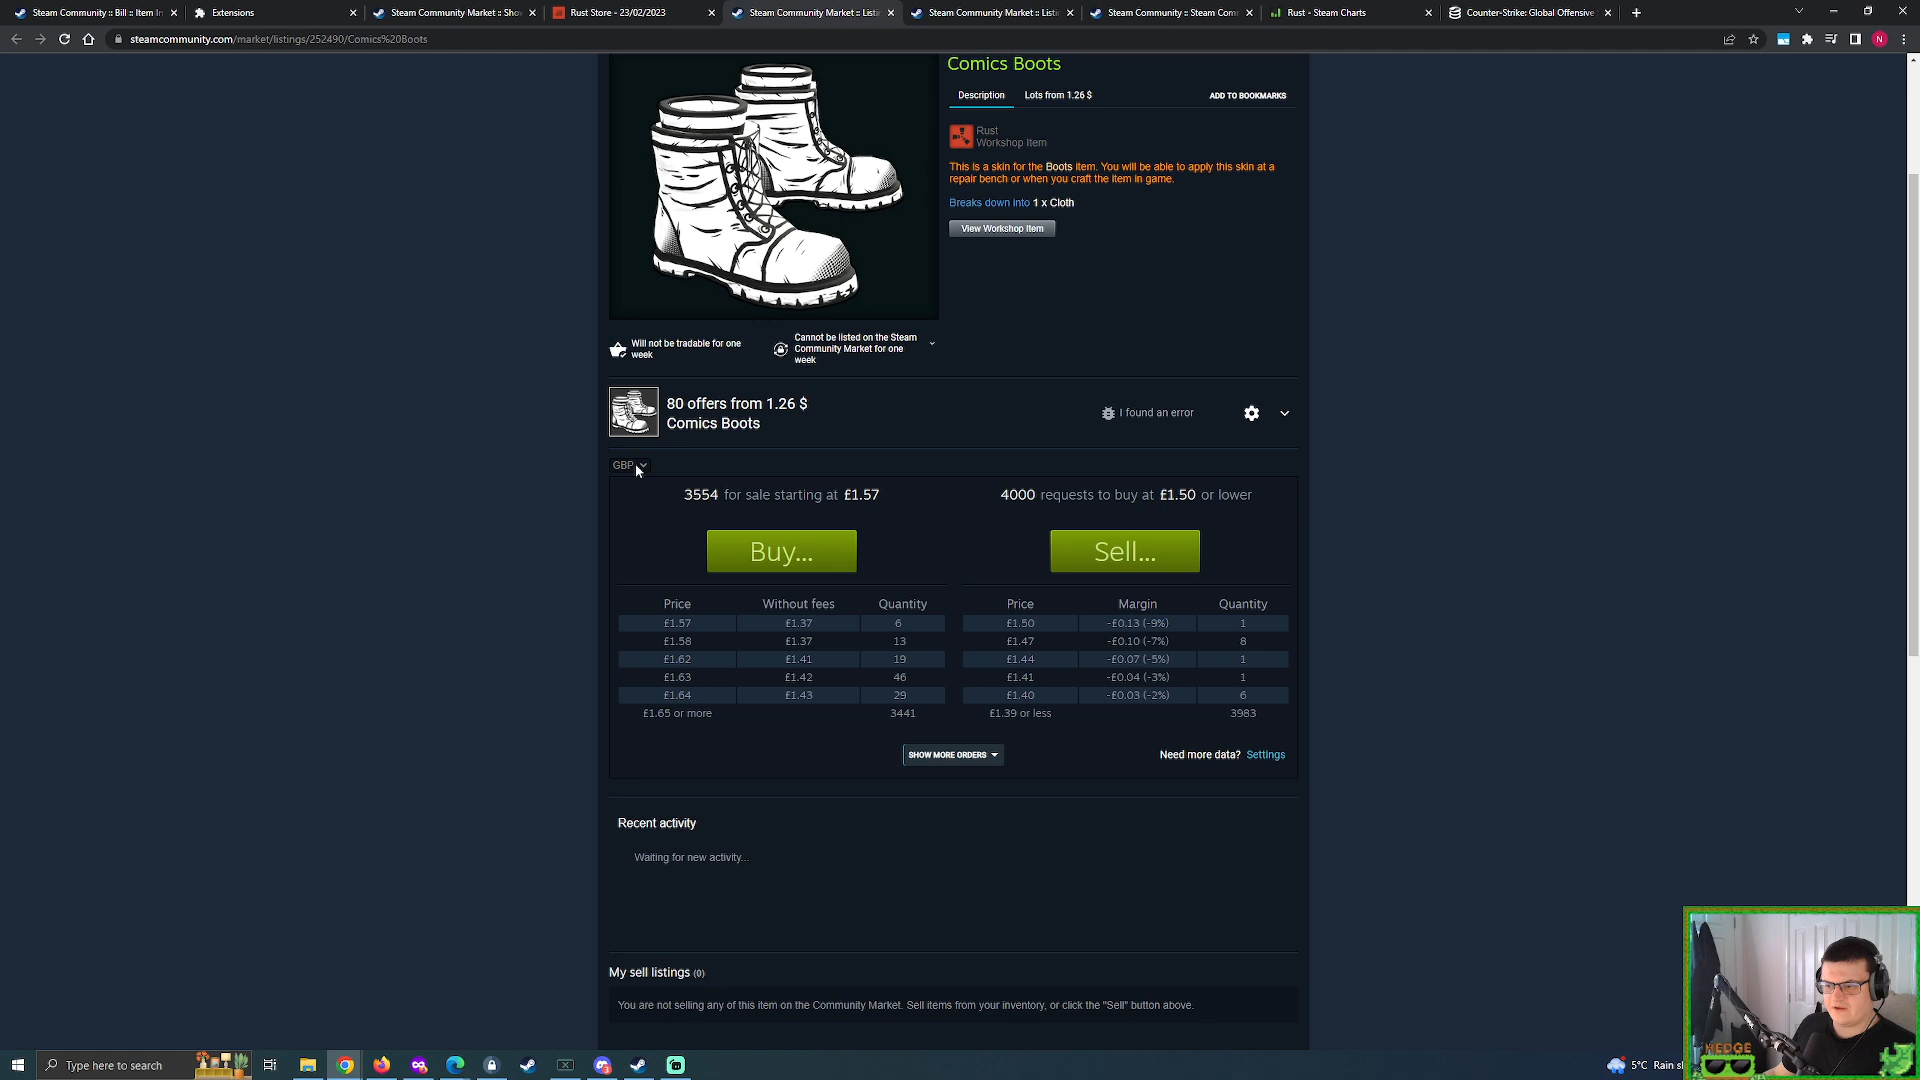 Steam Community :: Bill :: Item In
Extensions
Steam Community Market :: Sho
Rust Store - 23/02/2023
Steam Community Market :: Listi
Steam Community Market :: Listi
Steam Community :: Steam Com
Rust - Steam Charts
Counter-Strike: Global Offensive
steamcommunity.com/market/listings/252490/Comics%20Boots
N
Comics Boots
Description
Lots from 1.26 $
ADD TO BOOKMARKS
Rust
Workshop Item
This is a skin for the Boots item. You will be able to apply this skin at a
repair bench or when you craft the item in game.
Breaks down into 1 x Cloth
View Workshop Item
Will not be tradable for one
week
Cannot be listed on the Steam
Community Market for one
week
80 offers from 1.26 $
Comics Boots
I found an error
GBP
3554 for sale starting at £1.57
4000 requests to buy at £1.50 or lower
Buy...
Sell...
Price Without fees Quantity
£1.57 £1.37 6
£1.58 £1.37 13
£1.62 £1.41 19
£1.63 £1.42 46
£1.64 £1.43 29
£1.65 or more 3441
Price Margin Quantity
£1.50 -£0.13 (-9%) 1
£1.47 -£0.10 (-7%) 8
£1.44 -£0.07 (-5%) 1
£1.41 -£0.04 (-3%) 1
£1.40 -£0.03 (-2%) 6
£1.39 or less 3983
SHOW MORE ORDERS
Need more data? Settings
Recent activity
Waiting for new activity...
My sell listings (0)
You are not selling any of this item on the Community Market. Sell items from your inventory, or click the "Sell" button above.
HEDGE
Type here to search
5°C Rain s